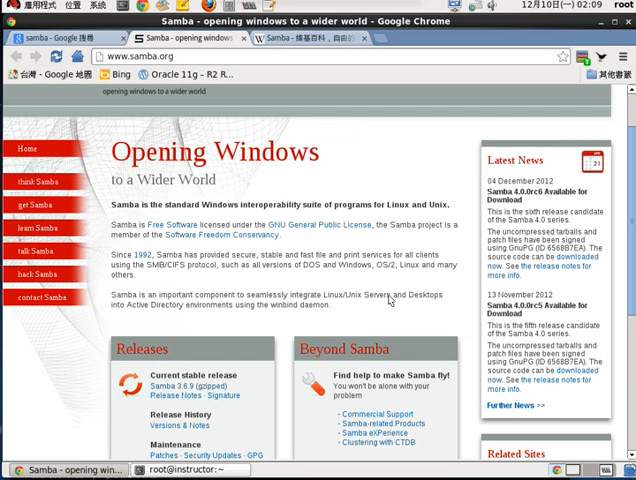 應用程式 位置 系統 12月10日(一) 02:09 root
Samba - opening windows to a wider world - Google Chrome
samba - Google 搜尋
Samba - opening windows
Samba - 維基百科，自由的
www.samba.org
台灣 - Google 地圖 Bing Oracle 11g - R2 - R... 其他書籤
opening windows to a wider world
Home
think Samba
get Samba
learn Samba
talk Samba
hack Samba
contact Samba
Opening Windows
to a Wider World
Samba is the standard Windows interoperability suite of programs for Linux and Unix.
Samba is Free Software licensed under the GNU General Public License, the Samba project is a
member of the Software Freedom Conservancy.
Since 1992, Samba has provided secure, stable and fast file and print services for all clients
using the SMB/CIFS protocol, such as all versions of DOS and Windows, OS/2, Linux and many
others.
Samba is an important component to seamlessly integrate Linux/Unix Servers and Desktops
into Active Directory environments using the winbind daemon.
Releases
Current stable release
Samba 3.6.9 (gzipped)
Release Notes · Signature
Release History
Versions & Notes
Maintenance
Patches · Security Updates · GPG
Beyond Samba
Find help to make Samba fly!
You won't be alone with your
problem
· Commercial Support
· Samba-related Products
· Samba eXPerience
· Clustering with CTDB
Latest News
21
04 December 2012
Samba 4.0.0rc6 Available for
Download
This is the sixth release candidate
of the Samba 4.0 series.
The uncompressed tarballs and
patch files have been signed
using GnuPG (ID 6568B7EA). The
source code can be downloaded
now. See the release notes for
more info.
13 November 2012
Samba 4.0.0rc5 Available for
Download
This is the fifth release candidate
of the Samba 4.0 series.
The uncompressed tarballs and
patch files have been signed
using GnuPG (ID 6568B7EA). The
source code can be downloaded
now. See the release notes for
more info.
Further News >>
Related Sites
Samba - opening win...
root@instructor:~